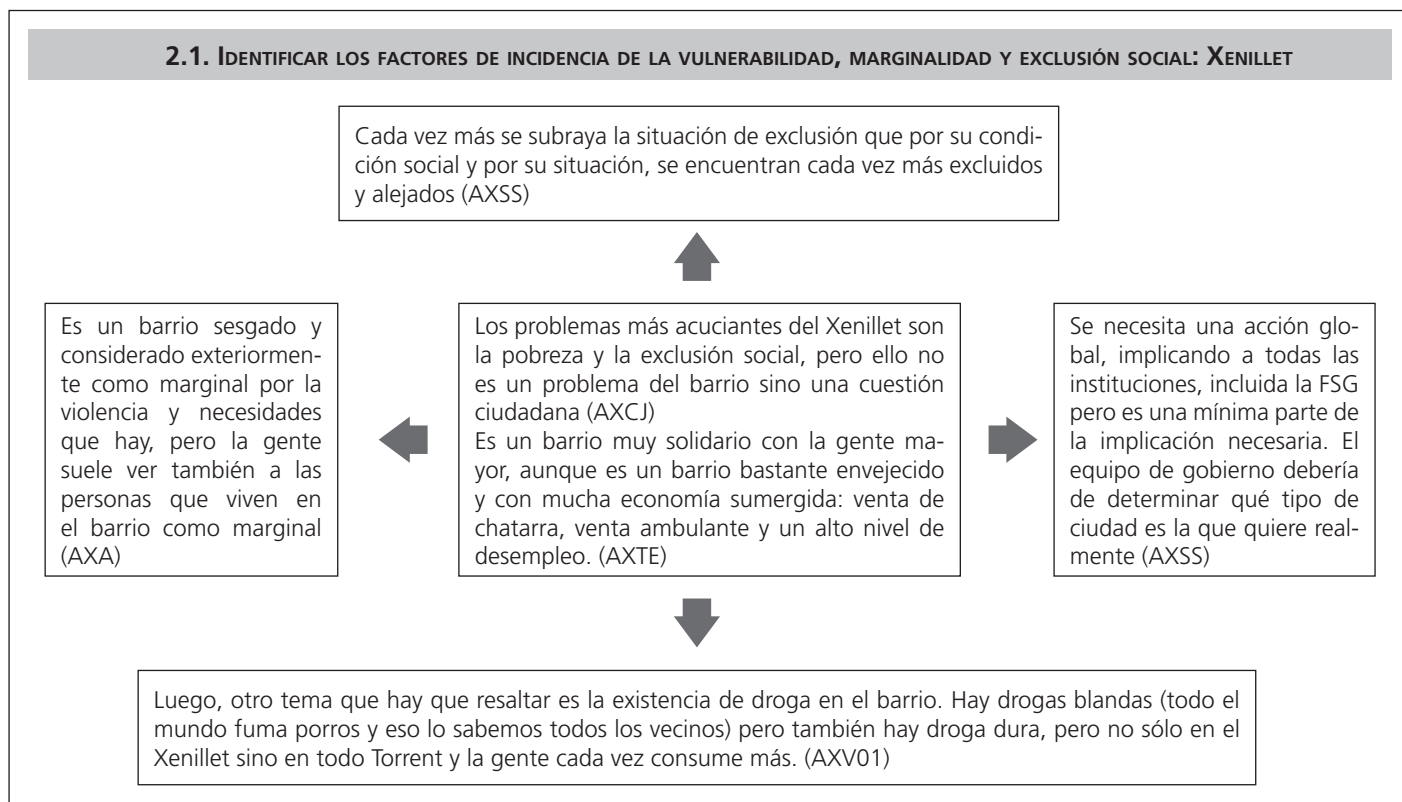 2.1. Identificar los factores de incidencia de la vulnerabilidad, marginalidad y exclusión social: Xenillet
Cada vez más se subraya la situación de exclusión que por su condi-
ción social y por su situación, se encuentran cada vez más excluidos
y alejados (AXSS)
Es un barrio sesgado y
considerado exteriormen-
te como marginal por la
violencia y necesidades
que hay, pero la gente
suele ver también a las
personas que viven en
el barrio como marginal
(AXA)
Los problemas más acuciantes del Xenillet son
la pobreza y la exclusión social, pero ello no
es un problema del barrio sino una cuestión
ciudadana (AXCJ)
Es un barrio muy solidario con la gente ma-
yor, aunque es un barrio bastante envejecido
y con mucha economía sumergida: venta de
chatarra, venta ambulante y un alto nivel de
desempleo. (AXTE)
Se necesita una acción glo-
bal, implicando a todas las
instituciones, incluida la FSG
pero es una mínima parte de
la implicación necesaria. El
equipo de gobierno debería
de determinar qué tipo de
ciudad es la que quiere real-
mente (AXSS)
Luego, otro tema que hay que resaltar es la existencia de droga en el barrio. Hay drogas blandas (todo el
mundo fuma porros y eso lo sabemos todos los vecinos) pero también hay droga dura, pero no sólo en el
Xenillet sino en todo Torrent y la gente cada vez consume más. (AXV01)